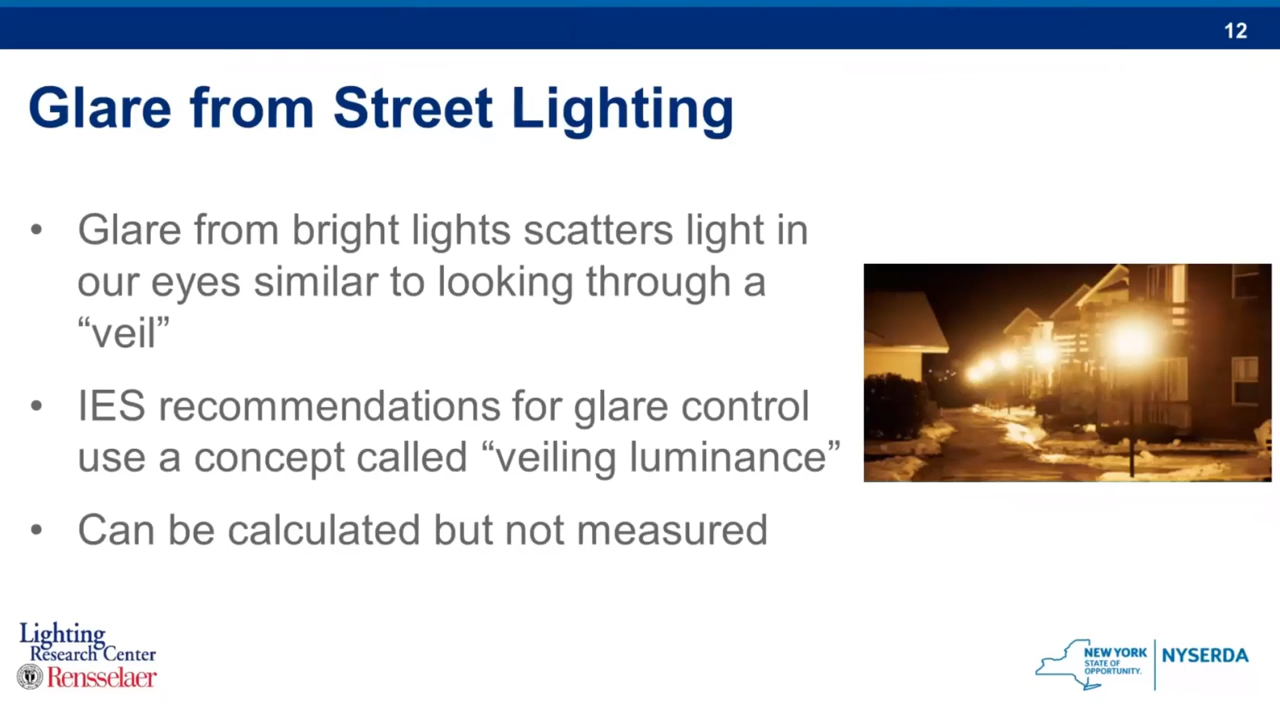 12
Glare from Street Lighting
• Glare from bright lights scatters light in
our eyes similar to looking through a
“veil”
• IES recommendations for glare control
use a concept called “veiling luminance”
• Can be calculated but not measured
Lighting
Research Center
Rensselaer
NEW YORK
STATE OF
OPPORTUNITY.
NYSERDA